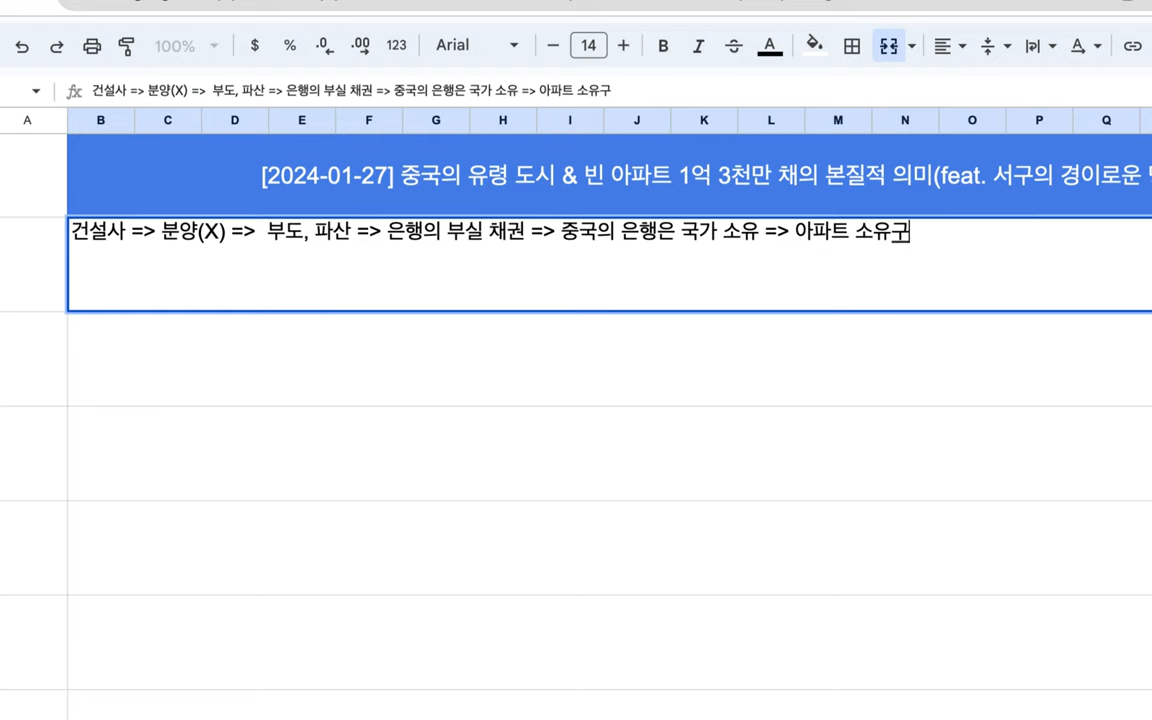 100% $ % .0 .00 123 Arial 14 B I S A A
fx 건설사 => 분양(X) => 부도, 파산 => 은행의 부실 채권 => 중국의 은행은 국가 소유 => 아파트 소유구
A B C D E F G H I J K L M N O P Q
[2024-01-27] 중국의 유령 도시 & 빈 아파트 1억 3천만 채의 본질적 의미(feat. 서구의 경이로운
건설사 => 분양(X) => 부도, 파산 => 은행의 부실 채권 => 중국의 은행은 국가 소유 => 아파트 소유구